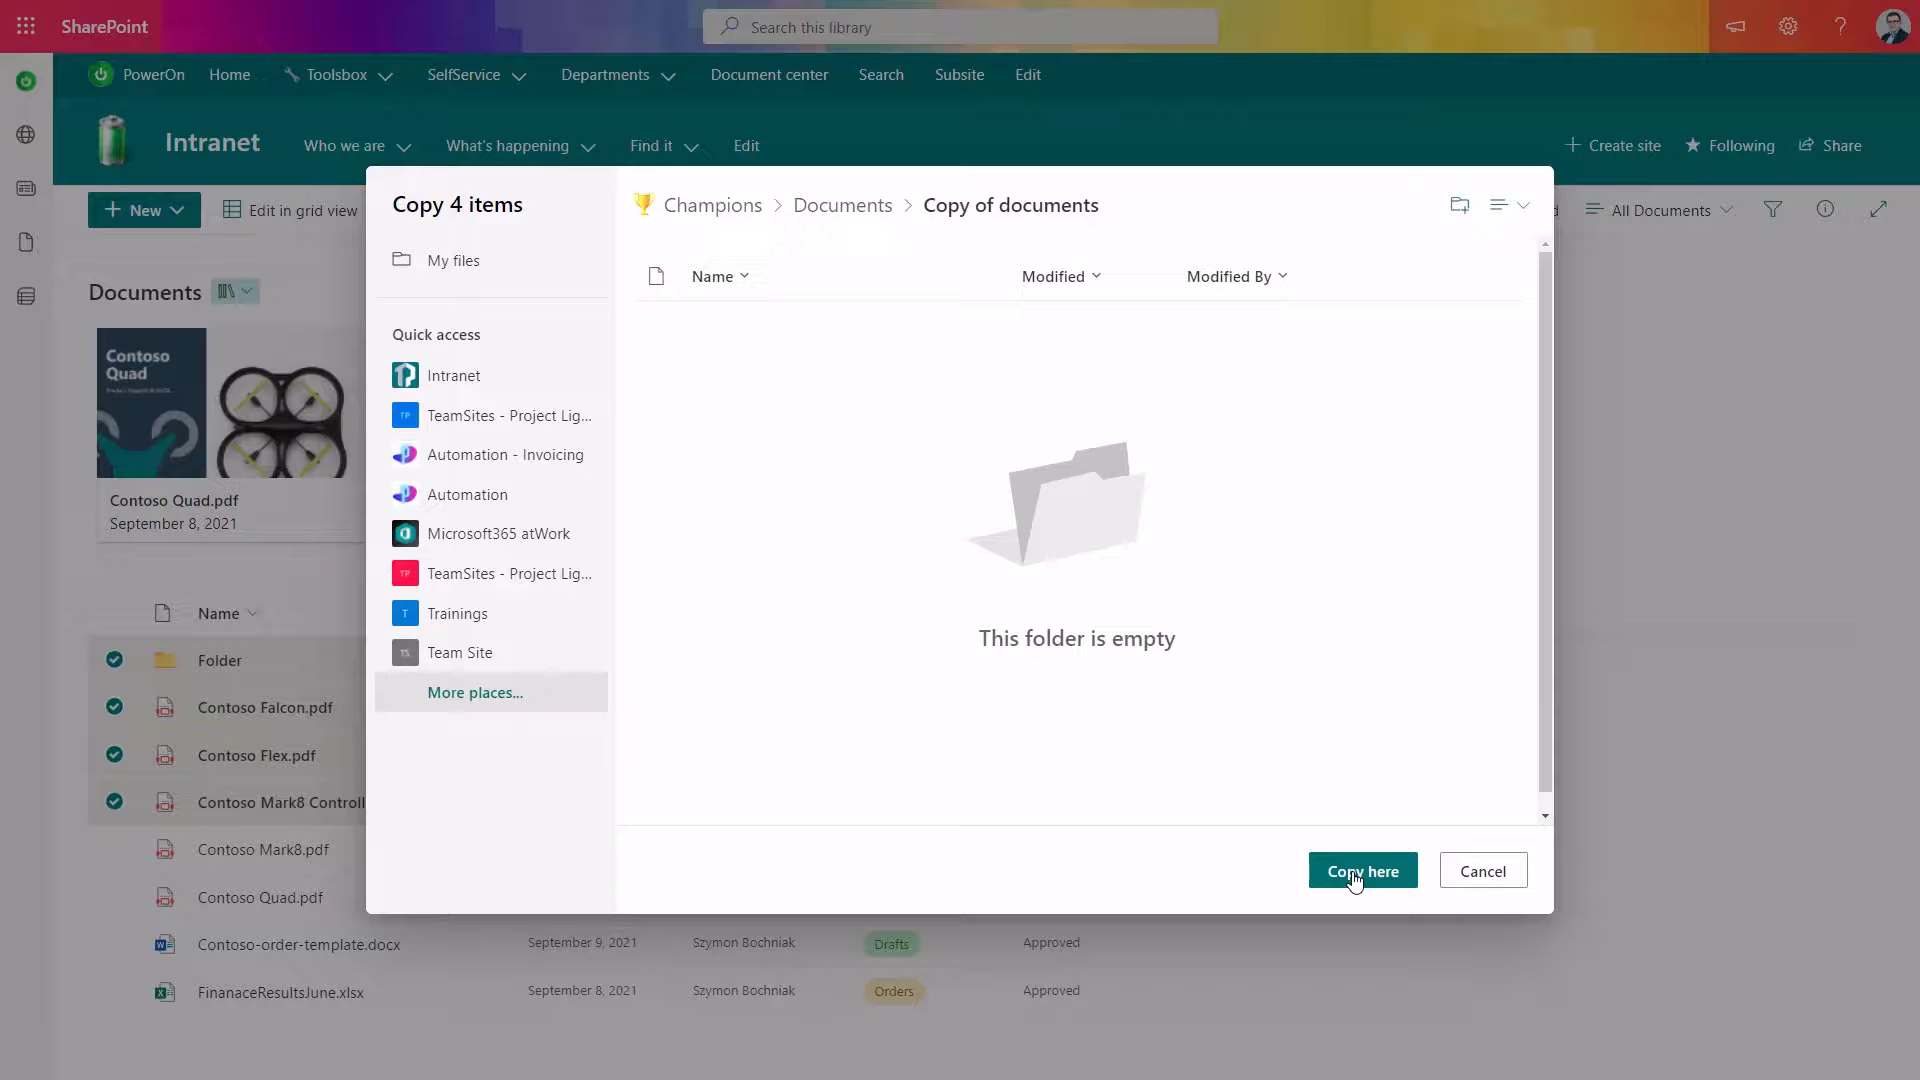 SharePoint
Search this library
PowerOn Home Toolbox SelfService Departments Document center Search Subsite Edit
Intranet Who we are What's happening Find it Edit
Create site Following Share
New Edit in grid view
All Documents
Documents
Contoso
Quad
Contoso Quad.pdf
September 8, 2021
Name
Folder
Contoso Falcon.pdf
Contoso Flex.pdf
Contoso Mark8 Controll
Contoso Mark8.pdf
Contoso Quad.pdf
Contoso-order-template.docx September 9, 2021 Szymon Bochniak Drafts Approved
FinanaceResultsJune.xlsx September 8, 2021 Szymon Bochniak Orders Approved
Copy 4 items
My files
Quick access
Intranet
TP TeamSites - Project Lig...
Automation - Invoicing
Automation
Microsoft365 atWork
TP TeamSites - Project Lig...
T Trainings
TS Team Site
More places...
Champions > Documents > Copy of documents
Name Modified Modified By
This folder is empty
Copy here Cancel